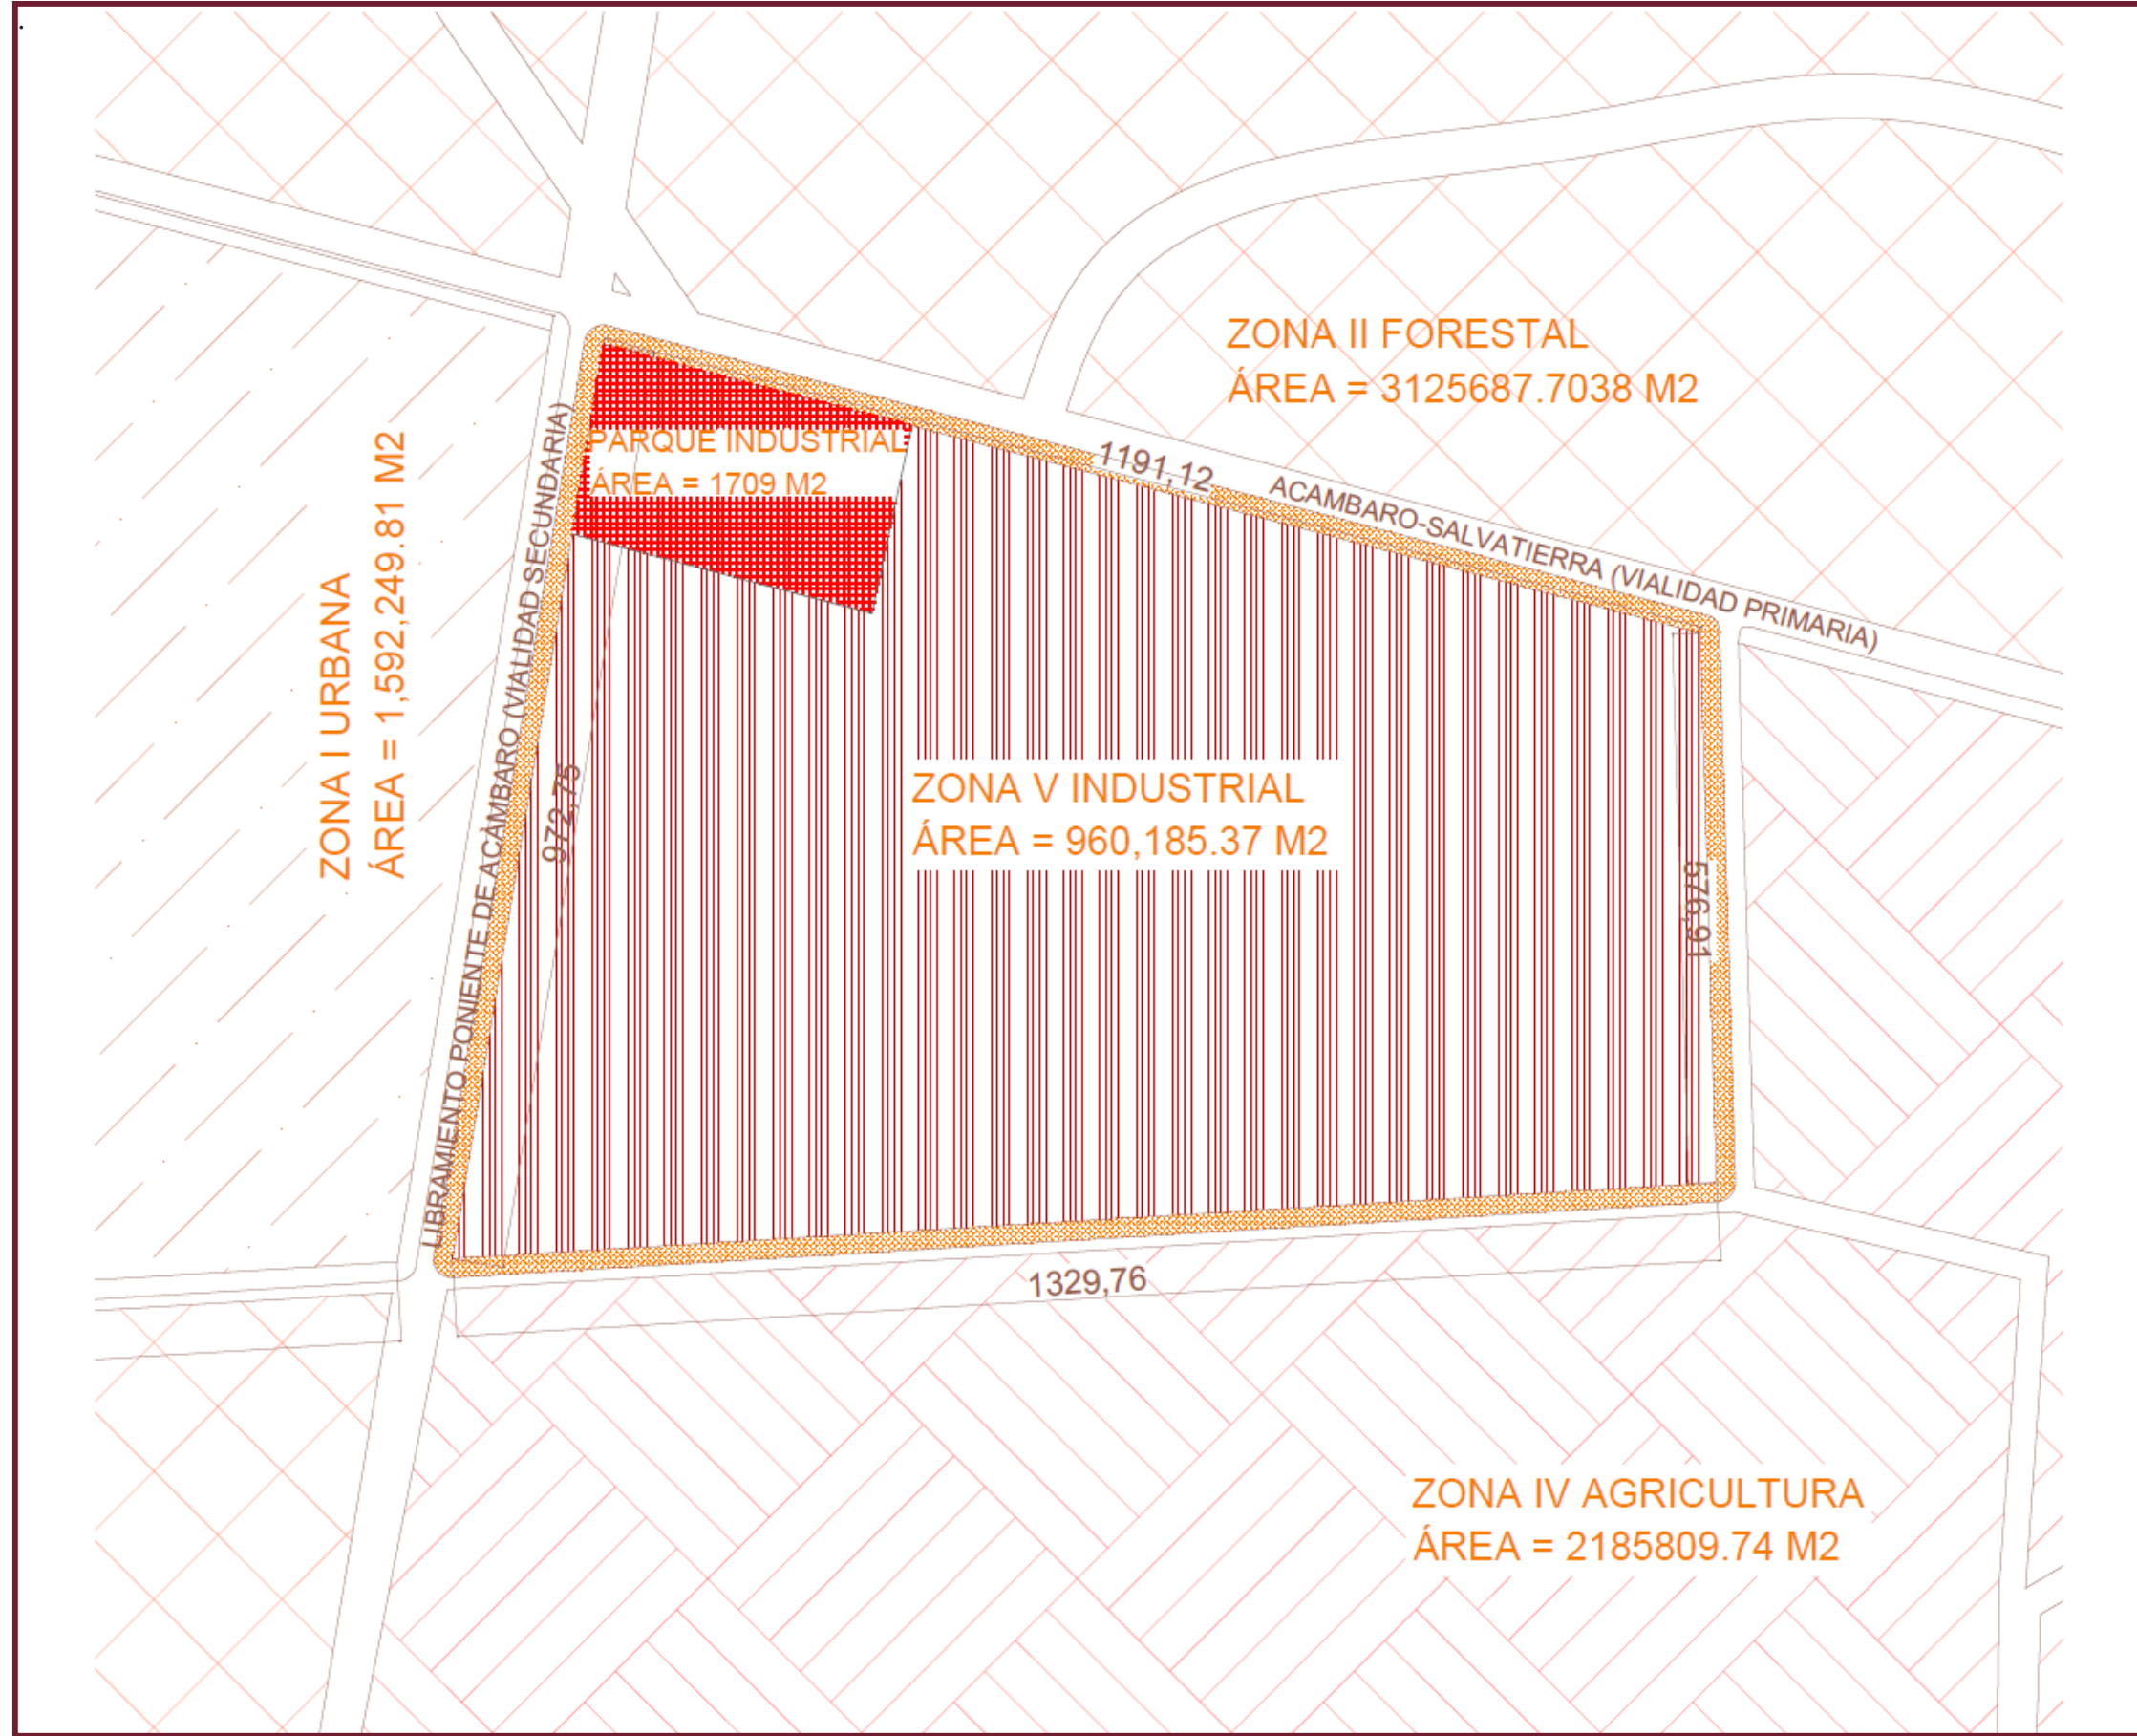 ZONA II FORESTAL
ÁREA = 3125687.7038 M2
PARQUE INDUSTRIAL
ÁREA = 1709 M2
1191,12
ACAMBARO-SALVATIERRA (VIALIDAD PRIMARIA)
ZONA I URBANA
ÁREA = 1,592,249.81 M2
LIBRAMIENTO PONIENTE DE ACÁMBARO (VIALIDAD SECUNDARIA)
972,75
ZONA V INDUSTRIAL
ÁREA = 960,185.37 M2
576,91
1329,76
ZONA IV AGRICULTURA
ÁREA = 2185809.74 M2